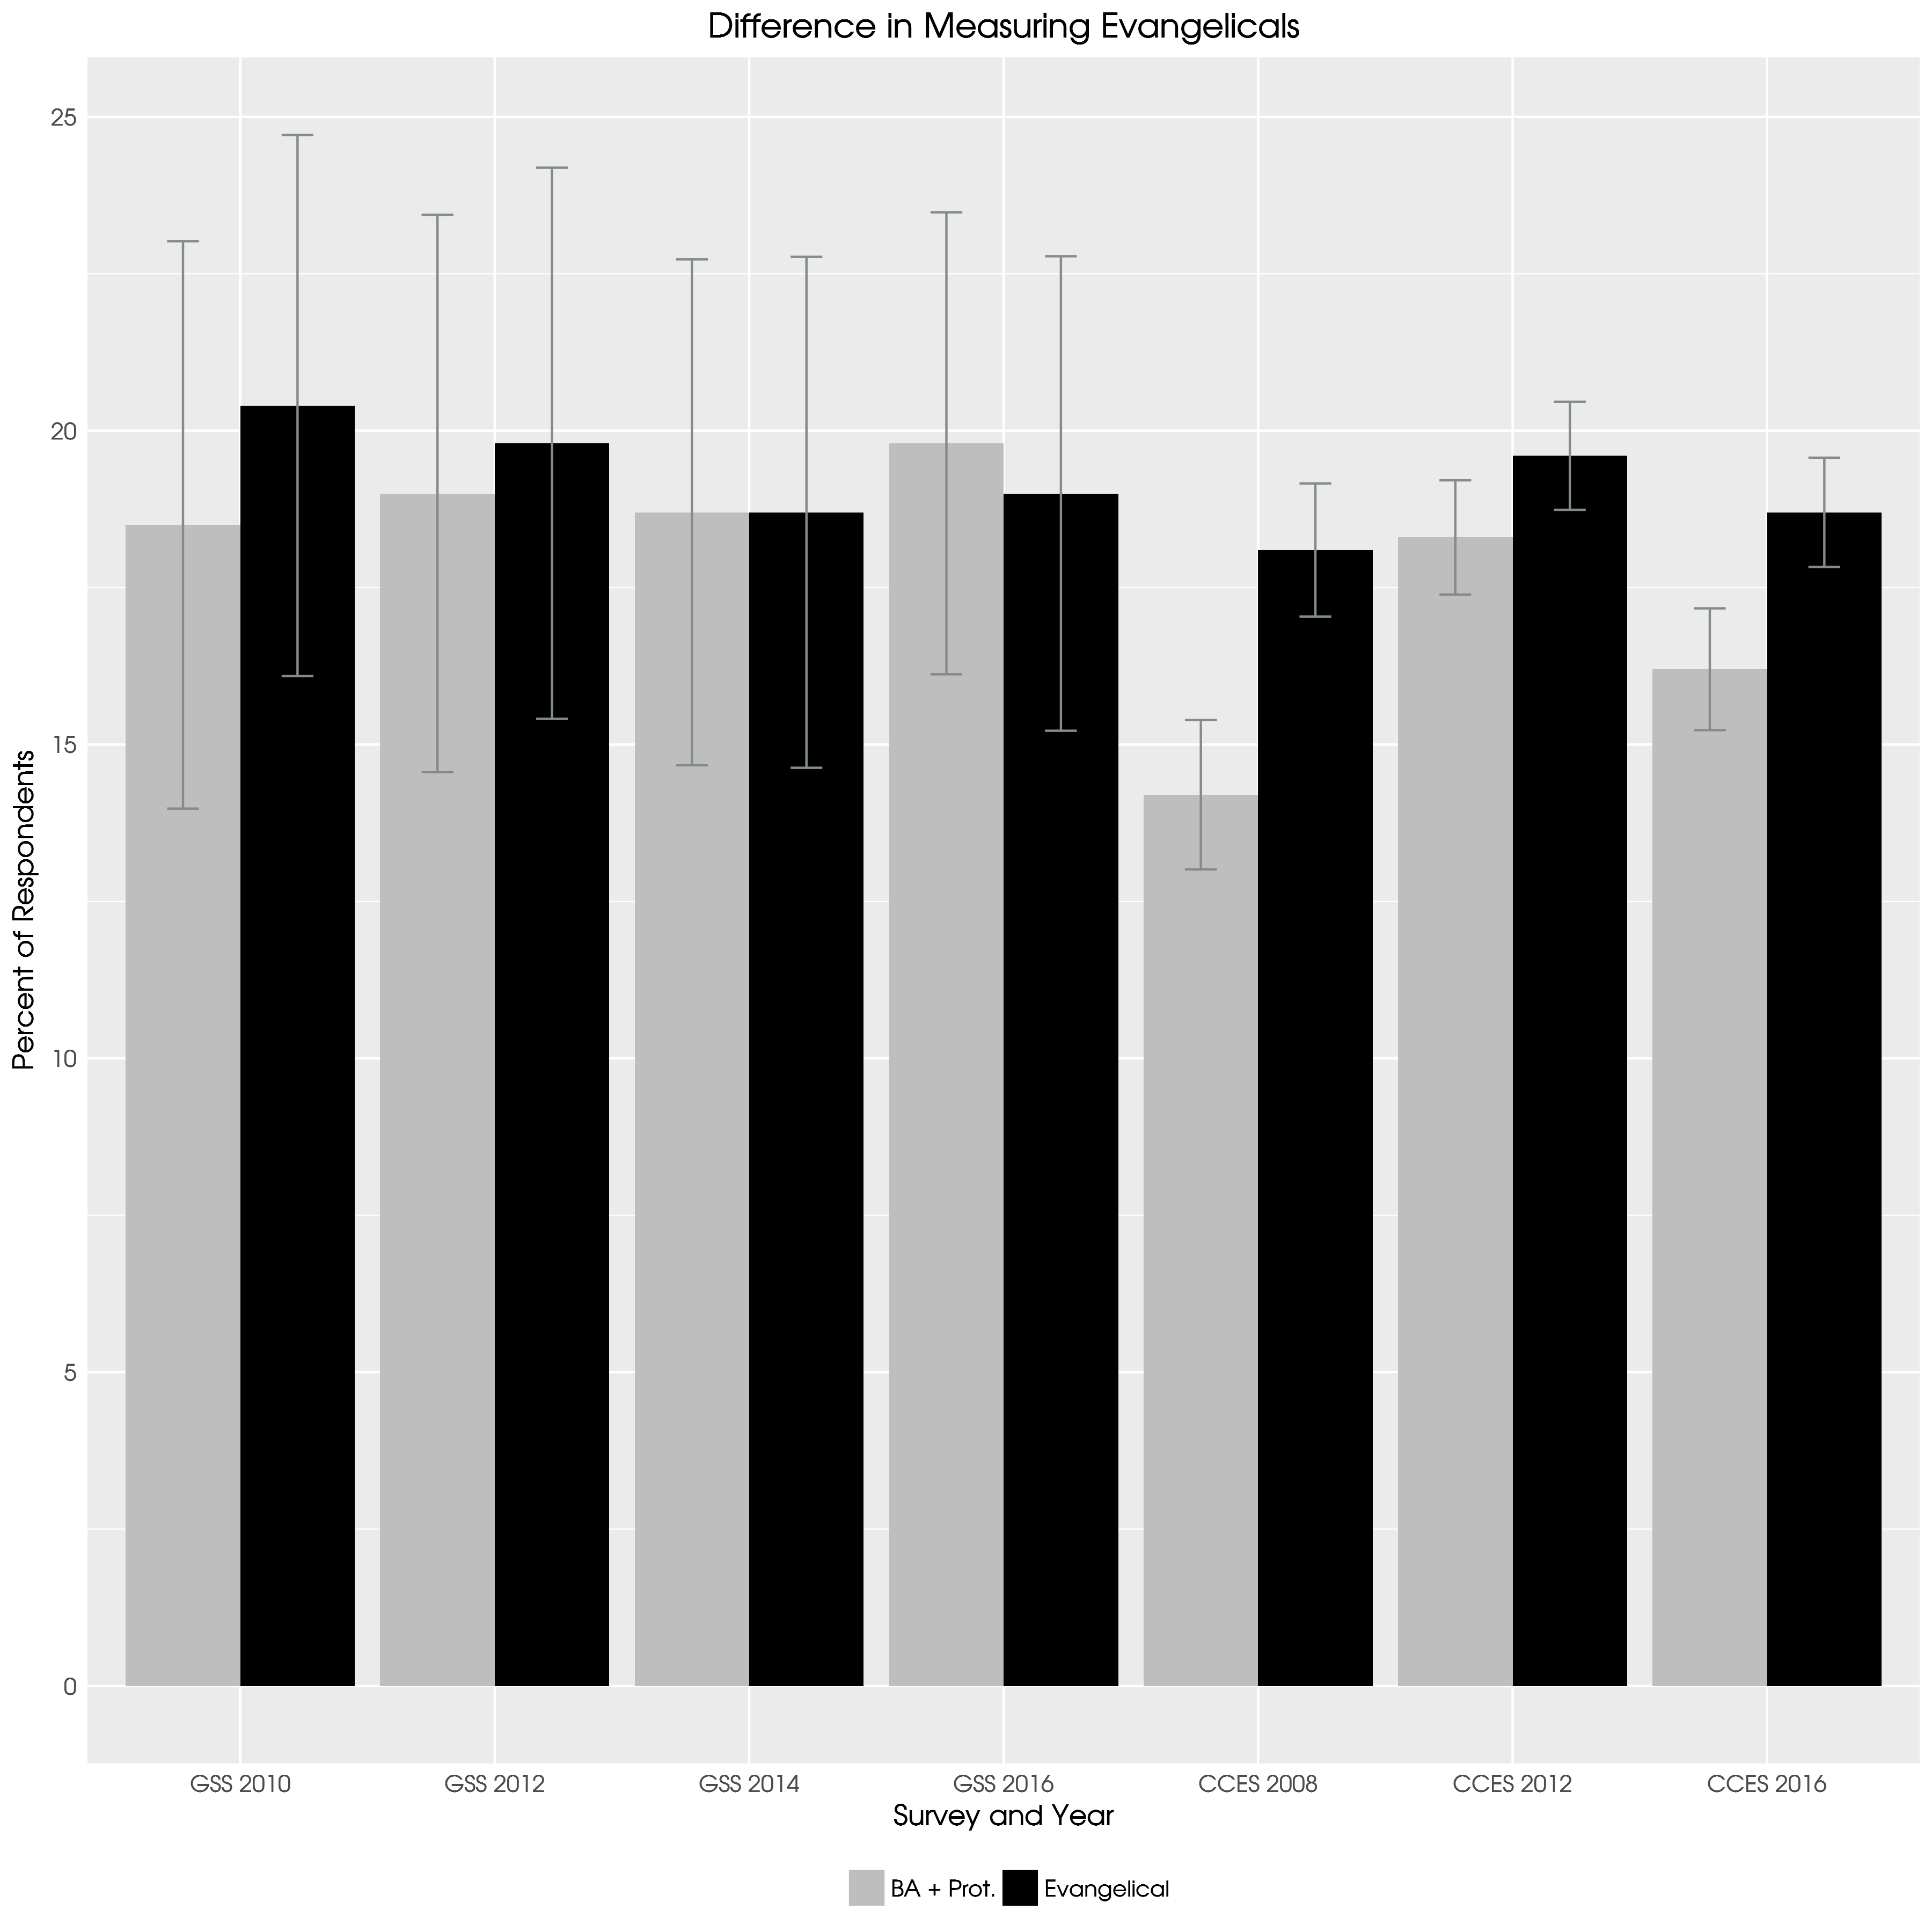 Difference in Measuring Evangelicals
25
20
15
10
5
0
Percent of Respondents
GSS 2010 GSS 2012 GSS 2014 GSS 2016 CCES 2008 CCES 2012 CCES 2016
Survey and Year
BA + Prot. Evangelical